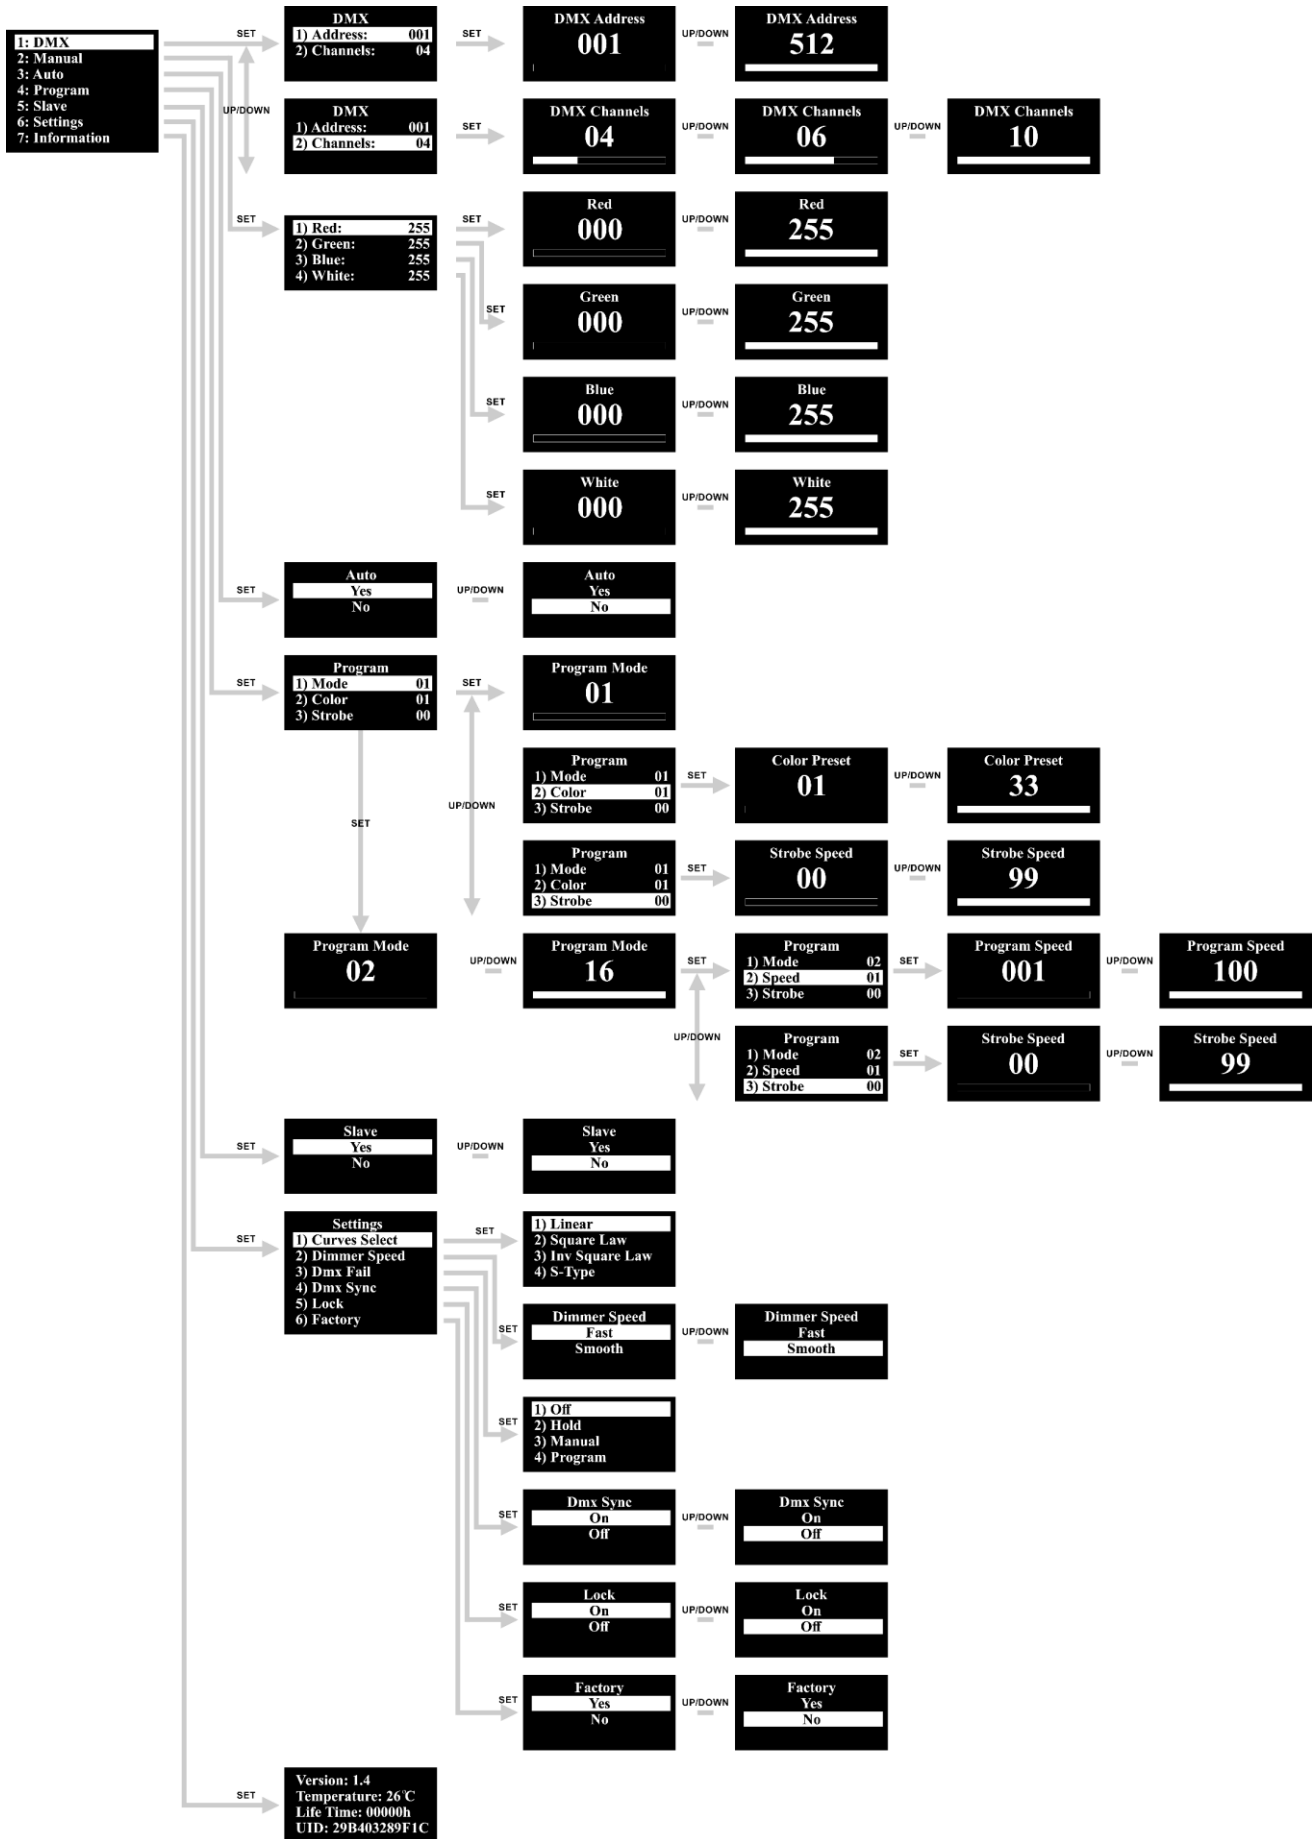 1: DMX
2: Manual
3: Auto
4: Program
5: Slave
6: Settings
7: Information
SET
UP/DOWN
DMX
1) Address: 001
2) Channels: 04
SET
DMX Address
001
UP/DOWN
DMX Address
512
DMX
1) Address: 001
2) Channels: 04
SET
DMX Channels
04
UP/DOWN
DMX Channels
06
UP/DOWN
DMX Channels
10
SET
1) Red: 255
2) Green: 255
3) Blue: 255
4) White: 255
SET
Red
000
UP/DOWN
Red
255
SET
Green
000
UP/DOWN
Green
255
SET
Blue
000
UP/DOWN
Blue
255
SET
White
000
UP/DOWN
White
255
SET
Auto
Yes
No
UP/DOWN
Auto
Yes
No
SET
Program
1) Mode 01
2) Color 01
3) Strobe 00
SET
Program Mode
01
UP/DOWN
SET
Program
1) Mode 01
2) Color 01
3) Strobe 00
SET
Color Preset
01
UP/DOWN
Color Preset
33
Program
1) Mode 01
2) Color 01
3) Strobe 00
SET
Strobe Speed
00
UP/DOWN
Strobe Speed
99
Program Mode
02
UP/DOWN
Program Mode
16
SET
UP/DOWN
Program
1) Mode 02
2) Speed 01
3) Strobe 00
SET
Program Speed
001
UP/DOWN
Program Speed
100
Program
1) Mode 02
2) Speed 01
3) Strobe 00
SET
Strobe Speed
00
UP/DOWN
Strobe Speed
99
SET
Slave
Yes
No
UP/DOWN
Slave
Yes
No
SET
Settings
1) Curves Select
2) Dimmer Speed
3) Dmx Fail
4) Dmx Sync
5) Lock
6) Factory
SET
1) Linear
2) Square Law
3) Inv Square Law
4) S-Type
SET
Dimmer Speed
Fast
Smooth
UP/DOWN
Dimmer Speed
Fast
Smooth
SET
1) Off
2) Hold
3) Manual
4) Program
SET
Dmx Sync
On
Off
UP/DOWN
Dmx Sync
On
Off
SET
Lock
On
Off
UP/DOWN
Lock
On
Off
SET
Factory
Yes
No
UP/DOWN
Factory
Yes
No
SET
Version: 1.4
Temperature: 26℃
Life Time: 00000h
UID: 29B403289F1C